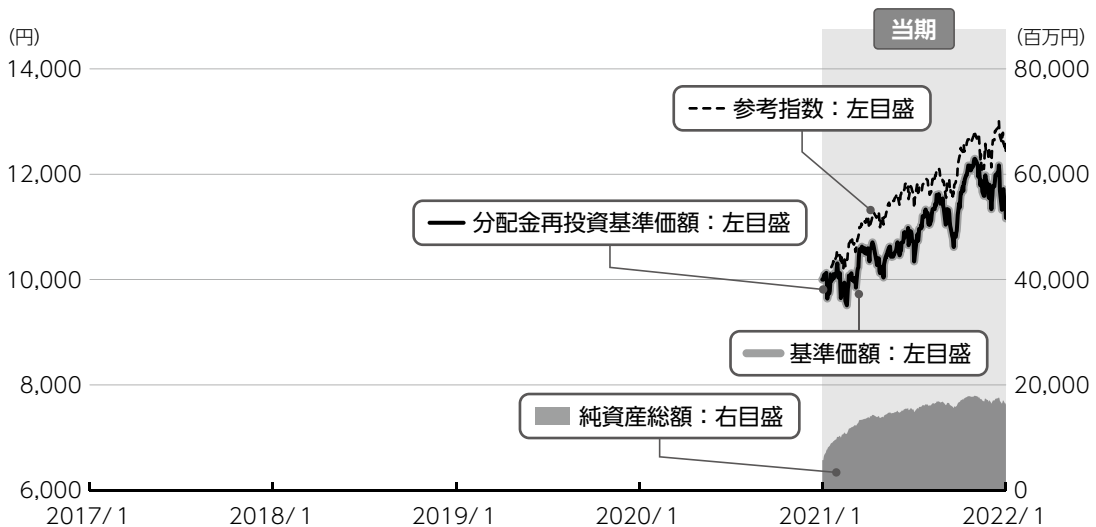 当期
(円)
(百万円)
14,000
80,000
参考指数：左目盛
12,000
60,000
分配金再投資基準価額：左目盛
10,000
40,000
基準価額：左目盛
8,000
20,000
純資産総額：右目盛
6,000
0
2017/1 2018/1 2019/1 2020/1 2021/1 2022/1